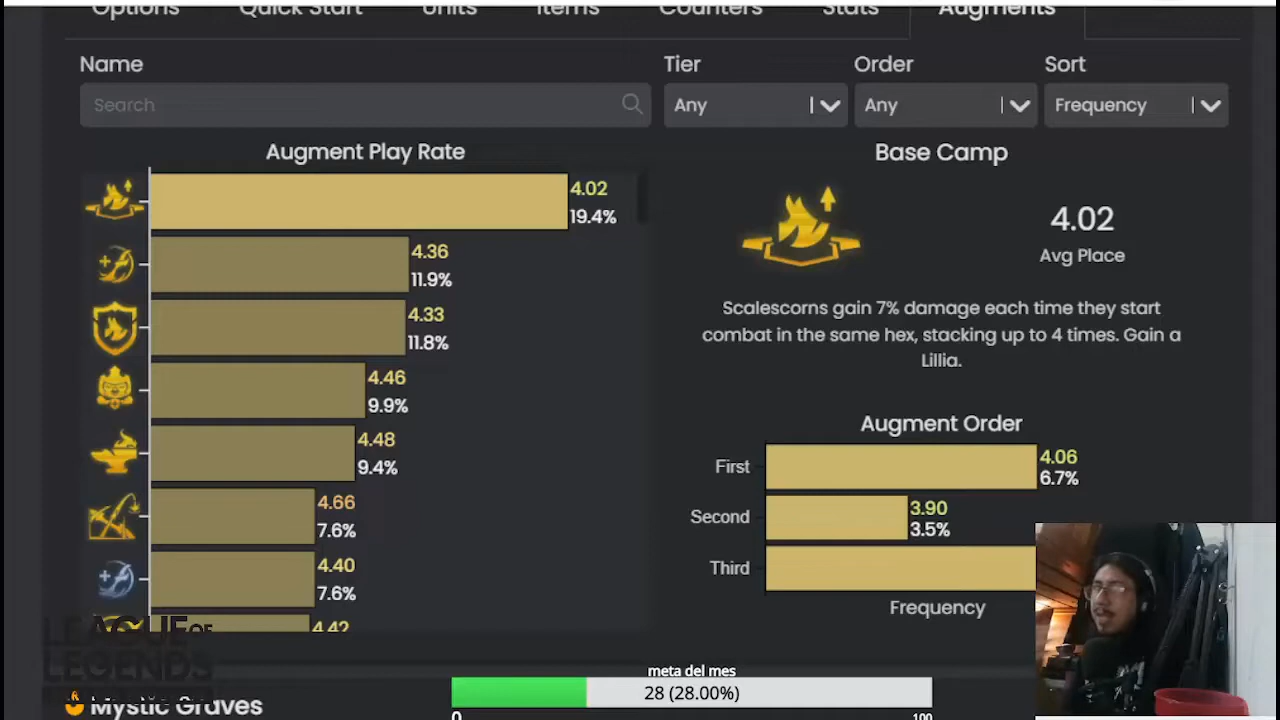 Options Quick Start Units Items Counters Stats Augments
Name Tier Order Sort
Search Any Any Frequency
Augment Play Rate
4.02
19.4%
4.36
11.9%
4.33
11.8%
4.46
9.9%
4.48
9.4%
4.66
7.6%
4.40
7.6%
4.42
Base Camp
4.02
Avg Place
Scalescorns gain 7% damage each time they start
combat in the same hex, stacking up to 4 times. Gain a
Lillia.
Augment Order
First 4.06
6.7%
Second 3.90
3.5%
Third
Frequency
LEAGUE OF
LEGENDS
Mystic Graves
meta del mes
28 (28.00%)
0 100